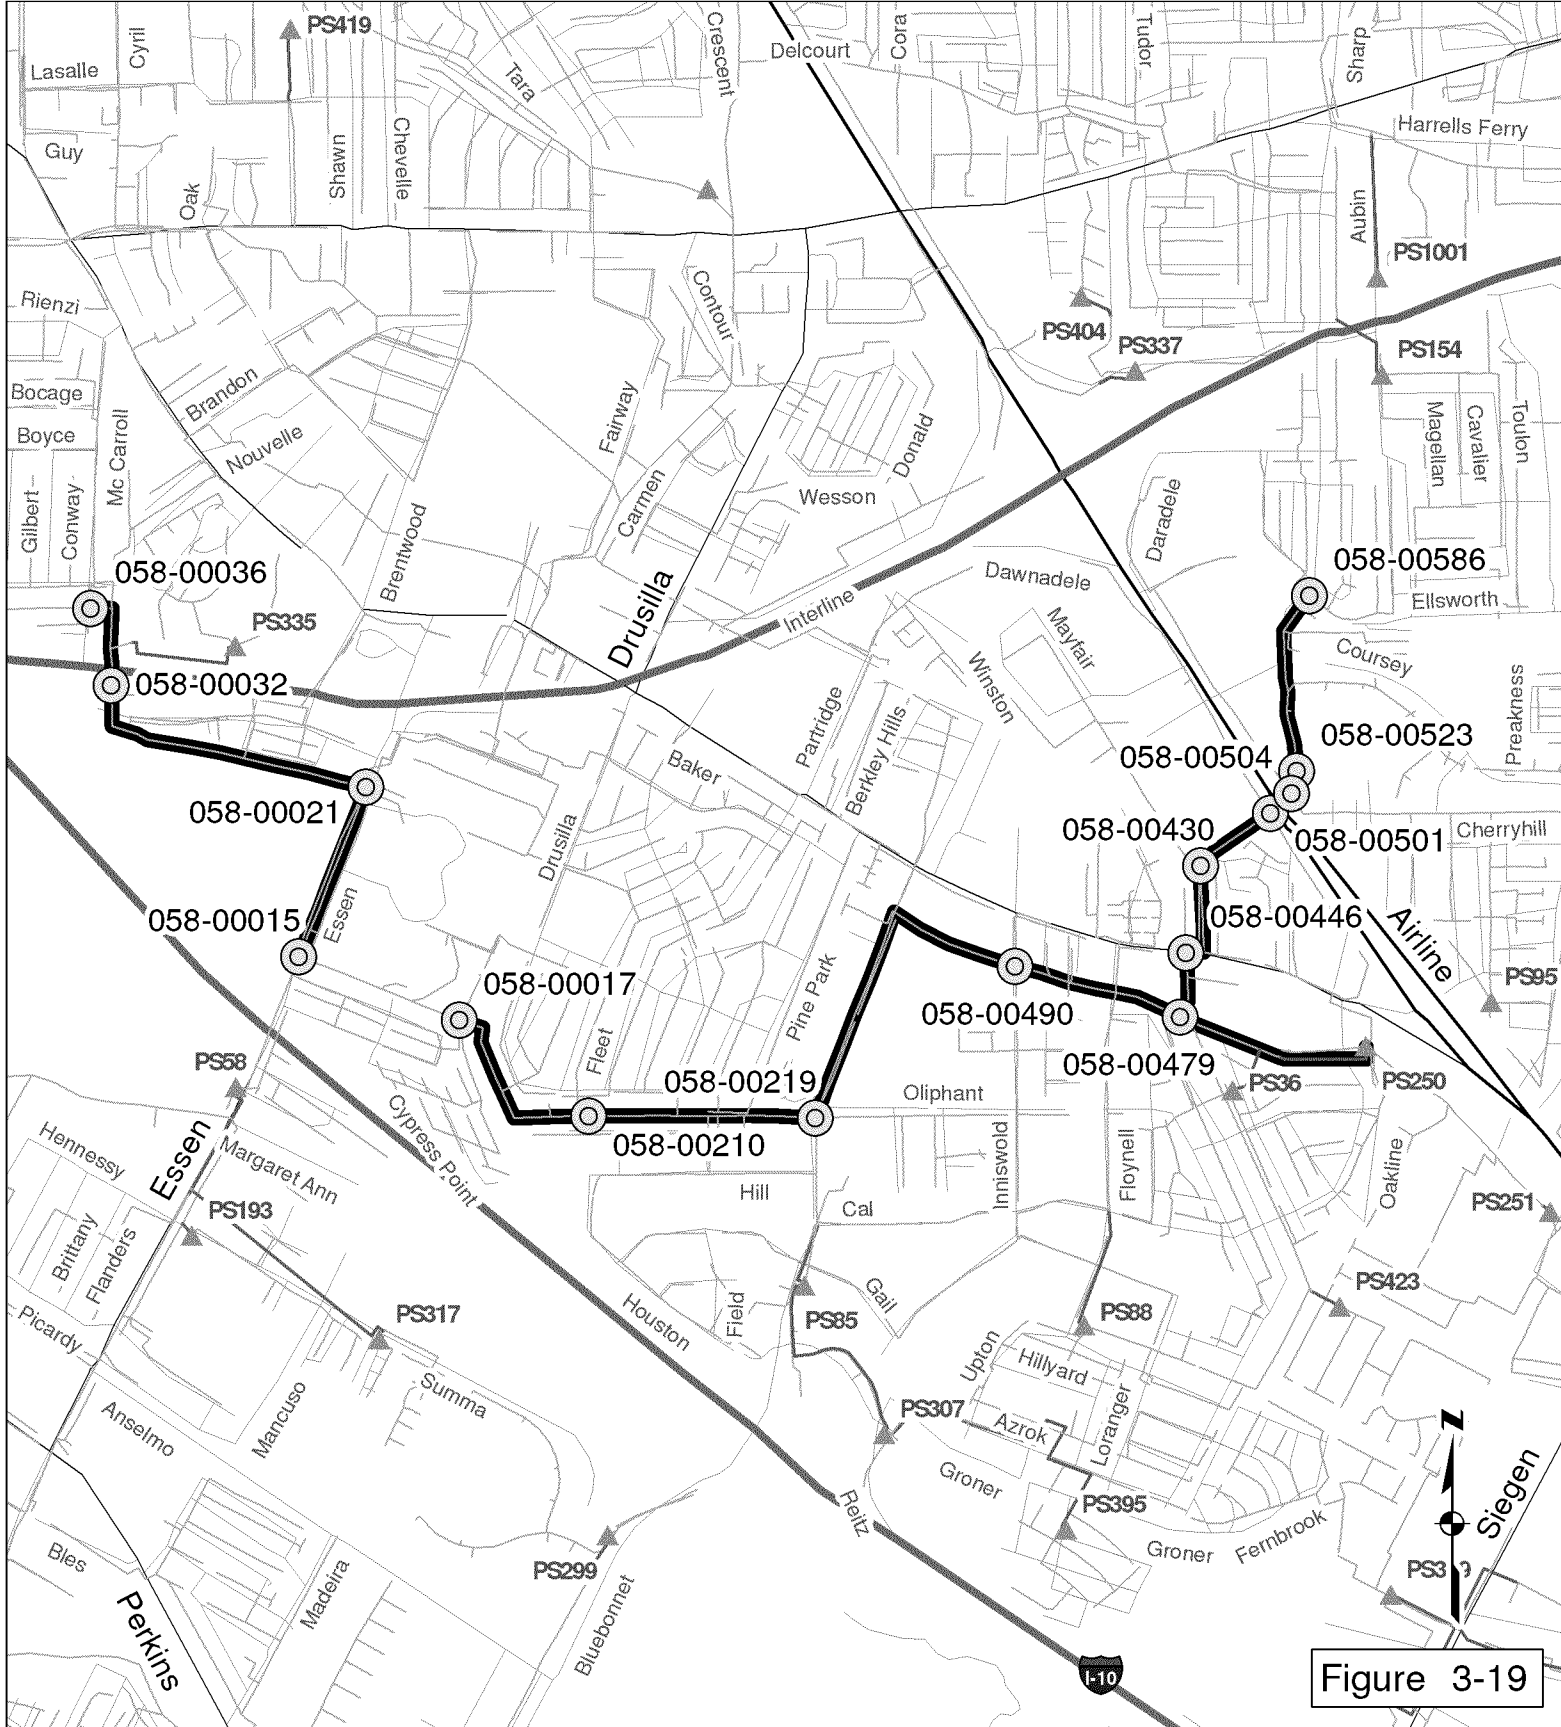 PS419
Cyril
Lasalle
Tara
Crescent
Delcourt
Cora
Tudor
Sharp
Harrells Ferry
Guy
Oak
Shawn
Chevelle
Aubin
PS1001
Rienzi
Contour
PS404
PS337
PS154
Bocage
Brandon
Boyce
Mc Carroll
Nouvelle
Fairway
Donald
Magellan
Cavalier
Toulon
Gilbert
Conway
Carmen
Wesson
Daradele
Brentwood
058-00036
PS335
Drusilla
Interline
Dawnadele
058-00586
Ellsworth
Mayfair
Coursey
058-00032
Winston
Partridge
Berkley Hills
Preakness
Baker
058-00504
058-00523
058-00021
Drusilla
058-00430
058-00501
Cherryhill
058-00015
Essen
058-00446
Airline
058-00017
Pine Park
PS95
058-00490
Fleet
PS58
058-00219
058-00479
Oliphant
PS36
PS250
Cypress Point
Hennessy
Essen
Margaret Ann
058-00210
Inniswold
Floynell
Oakline
Hill
Cal
PS193
PS251
Brittany
Flanders
PS423
Picardy
PS317
Houston
Field
PS85
Gail
PS88
Upton
Hillyard
Summa
Mancuso
Anselmo
PS307
Azrok
Loranger
Groner
Reitz
PS395
Siegen
Groner
Fernbrook
Bles
PS299
Madeira
Perkins
Bluebonnet
N
I-10
Figure 3-19